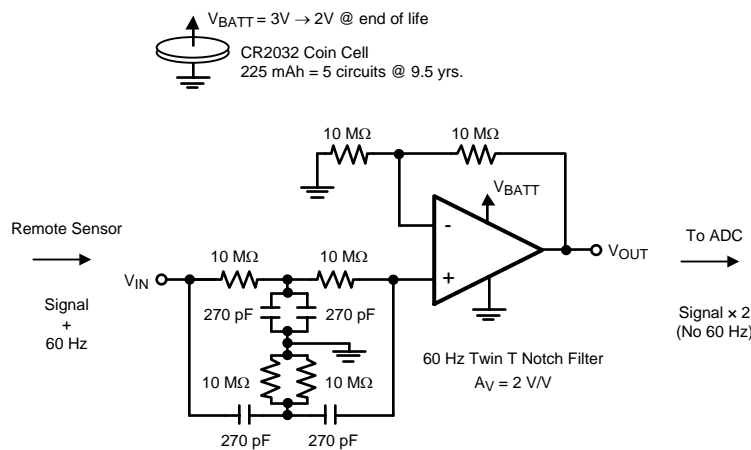 VBATT = 3V → 2V @ end of life
CR2032 Coin Cell
225 mAh = 5 circuits @ 9.5 yrs.
10 MΩ
10 MΩ
VBATT
-
+
VOUT
Remote Sensor
Signal
+
60 Hz
VIN
10 MΩ
10 MΩ
270 pF
270 pF
10 MΩ
10 MΩ
270 pF
270 pF
To ADC
Signal × 2
(No 60 Hz)
60 Hz Twin T Notch Filter
AV = 2 V/V